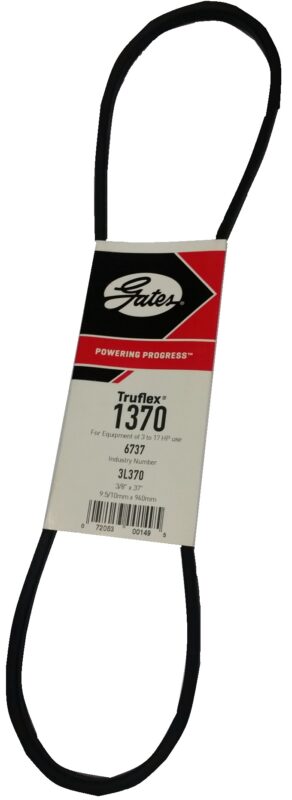 Gates
POWERING PROGRESS™
Truflex®
1370
For Equipment of 3 to 17 HP use
6737
Industry Number
3L370
3/8" x 37"
9.5/10mm x 940mm
0 72053 00149 5